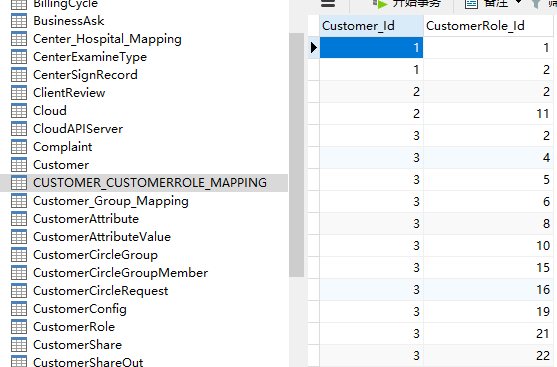 BillingCycle
BusinessAsk
Center_Hospital_Mapping
CenterExamineType
CenterSignRecord
ClientReview
Cloud
CloudAPIServer
Complaint
Customer
CUSTOMER_CUSTOMERROLE_MAPPING
Customer_Group_Mapping
CustomerAttribute
CustomerAttributeValue
CustomerCircleGroup
CustomerCircleGroupMember
CustomerCircleRequest
CustomerConfig
CustomerRole
CustomerShare
CustomerShareOut
开始事务 备注
Customer_Id CustomerRole_Id
1 1
1 2
2 2
2 11
3 2
3 4
3 5
3 6
3 8
3 10
3 15
3 16
3 19
3 21
3 22